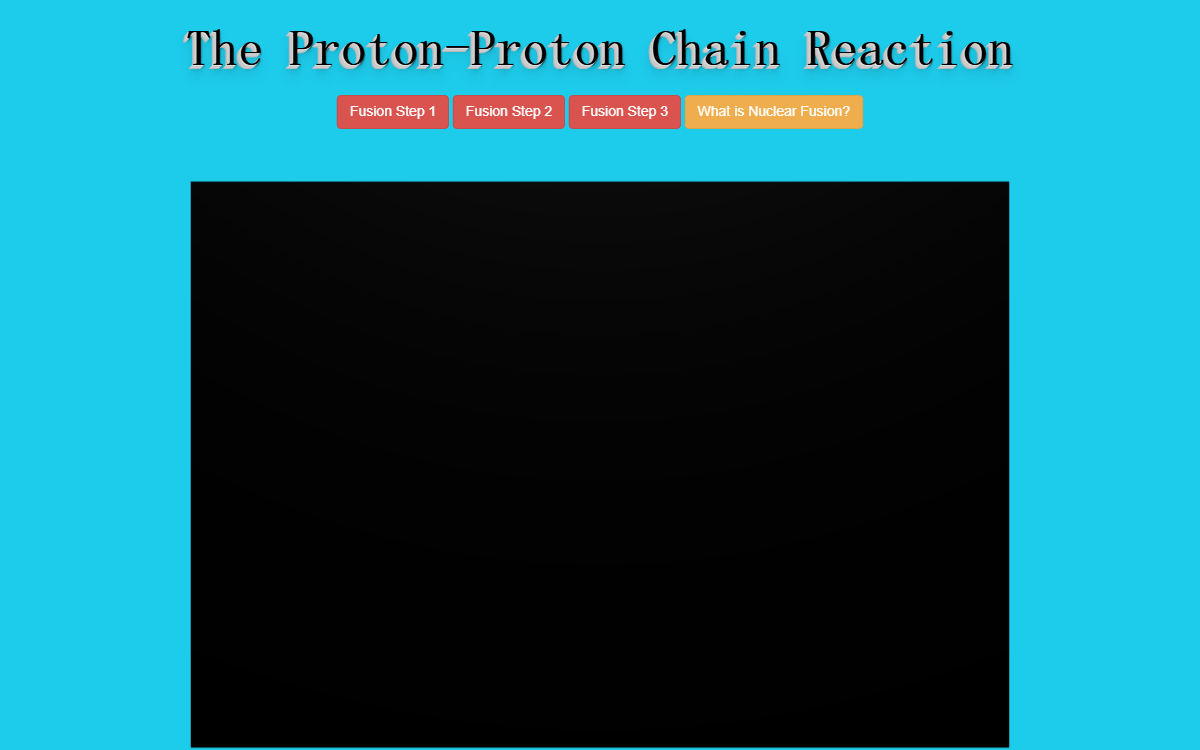 The Proton-Proton Chain Reaction
Fusion Step 1 Fusion Step 2 Fusion Step 3 What is Nuclear Fusion?